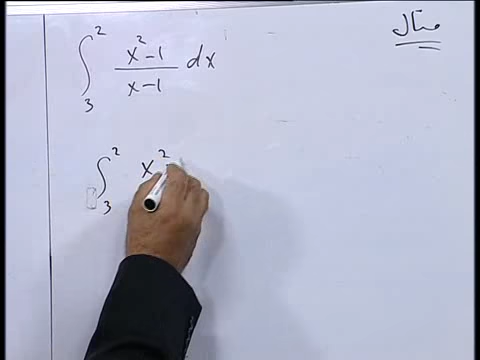 مثال
∫₃² x²-1 / x-1 dx
∫₃² x²